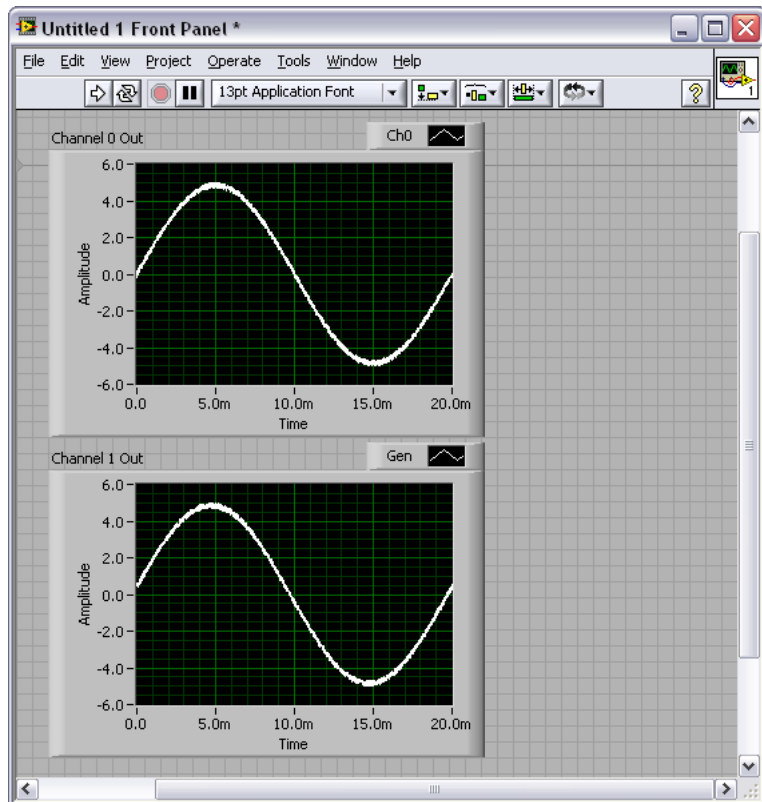 Untitled 1 Front Panel *
File Edit View Project Operate Tools Window Help
13pt Application Font
?
1
Channel 0 Out
Ch0
6.0
4.0
2.0
0.0
-2.0
-4.0
-6.0
Amplitude
0.0 5.0m 10.0m 15.0m 20.0m
Time
Channel 1 Out
Gen
6.0
4.0
2.0
0.0
-2.0
-4.0
-6.0
Amplitude
0.0 5.0m 10.0m 15.0m 20.0m
Time